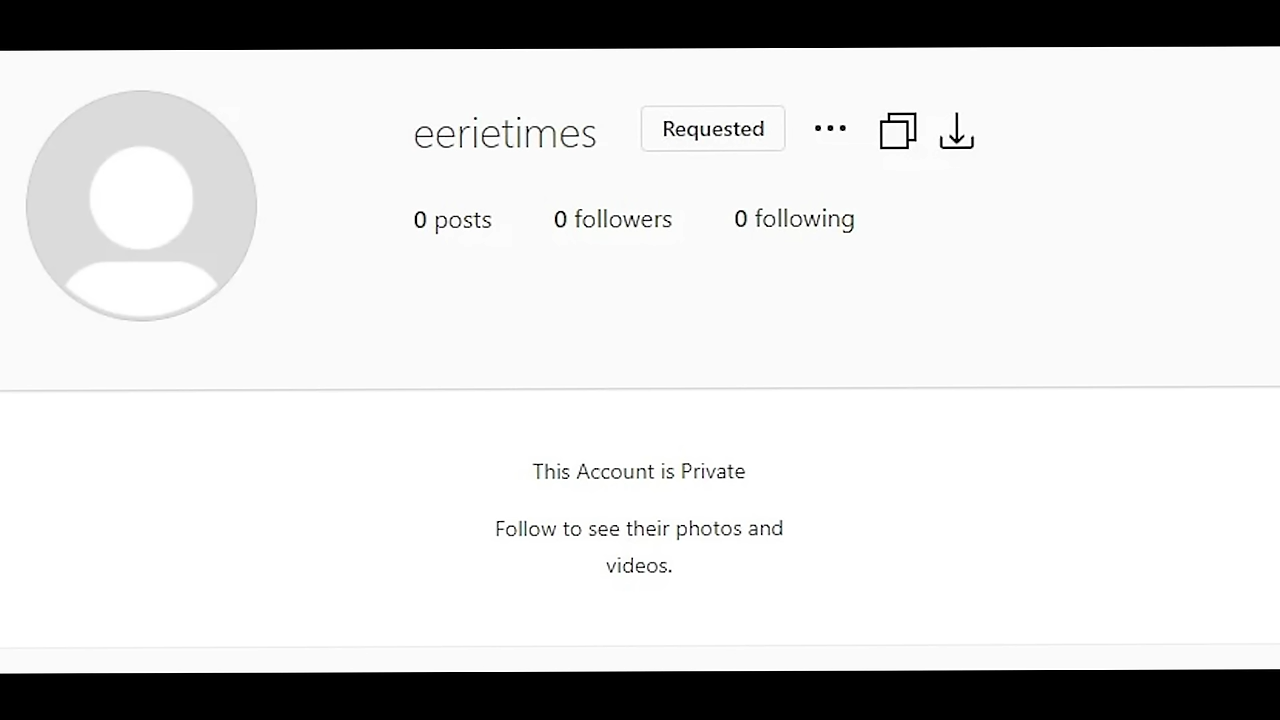 eerietimes Requested
0 posts 0 followers 0 following
This Account is Private
Follow to see their photos and
videos.